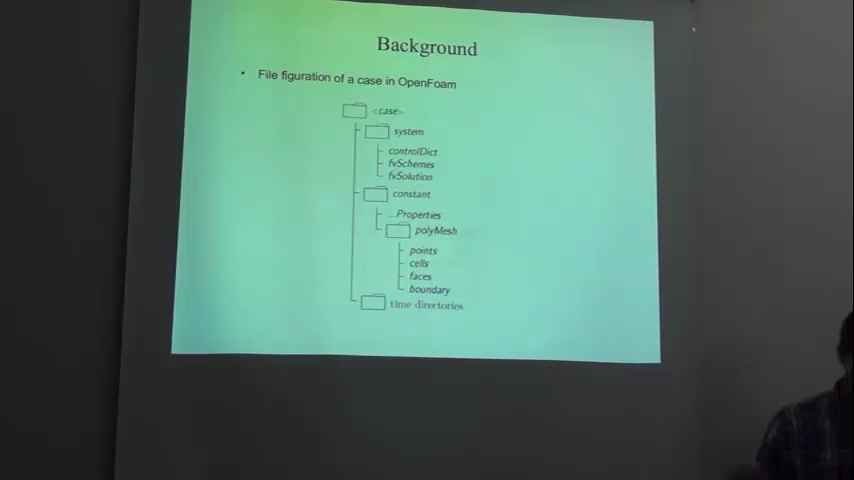 Background
• File figuration of a case in OpenFoam
<case>
system
controlDict
fvSchemes
fvSolution
constant
...Properties
polyMesh
points
cells
faces
boundary
time directories